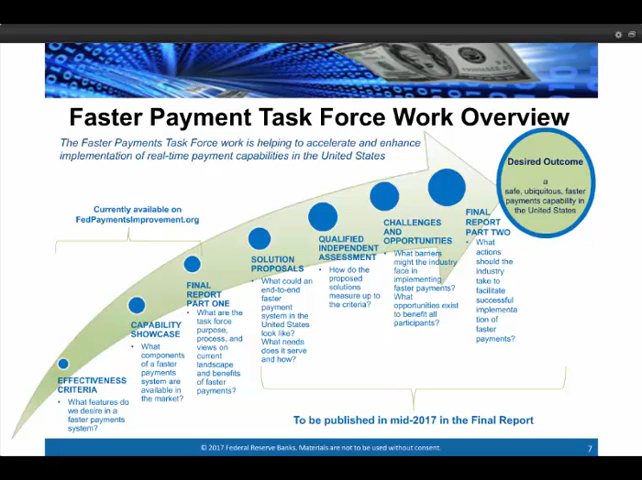 Faster Payment Task Force Work Overview
The Faster Payments Task Force work is helping to accelerate and enhance
implementation of real-time payment capabilities in the United States
Desired Outcome
a
safe, ubiquitous, faster
payments capability in
the United States
Currently available on
FedPaymentsImprovement.org
EFFECTIVENESS
CRITERIA
• What features do
we desire in a
faster payments
system?
CAPABILITY
SHOWCASE
• What
components
of a faster
payments
system are
available in
the market?
FINAL
REPORT
PART ONE
• What are the
task force
purpose,
process, and
views on
current
landscape
and benefits
of faster
payments?
SOLUTION
PROPOSALS
• What could an
end-to-end
faster
payment
system in the
United States
look like?
What needs
does it serve
and how?
QUALIFIED
INDEPENDENT
ASSESSMENT
• How do the
proposed
solutions
measure up to
the criteria?
CHALLENGES
AND
OPPORTUNITIES
• What barriers
might the industry
face in
implementing
faster payments?
What
opportunities exist
to benefit all
participants?
FINAL
REPORT
PART TWO
• What
actions
should the
industry
take to
facilitate
successful
implementa
tion of
faster
payments?
To be published in mid-2017 in the Final Report
© 2017 Federal Reserve Banks. Materials are not to be used without consent.
7